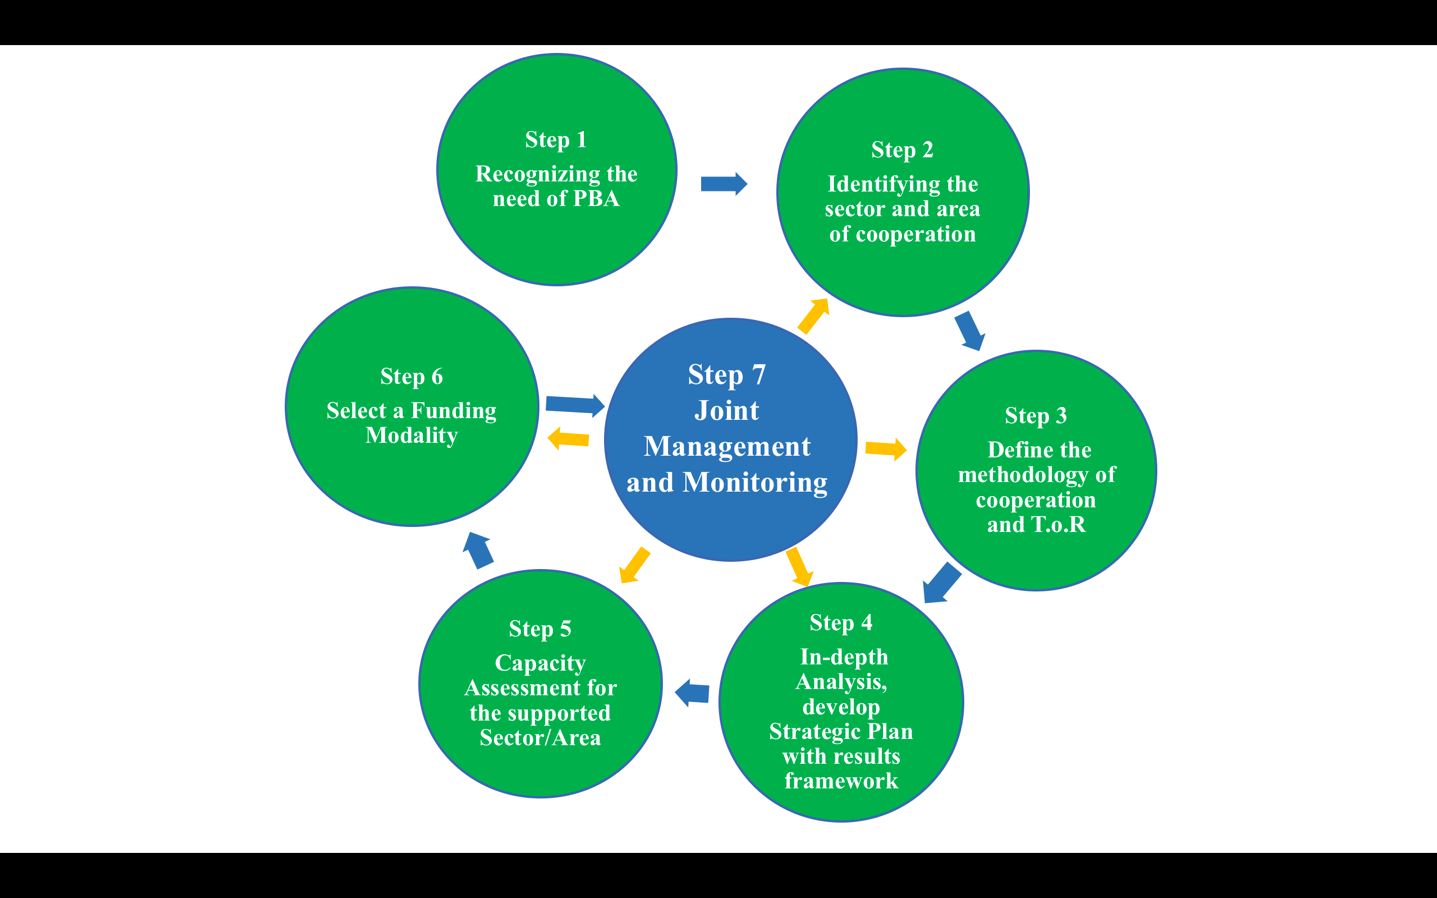 Step 1
Recognizing the
need of PBA
Step 2
Identifying the
sector and area
of cooperation
Step 3
Define the
methodology of
cooperation
and T.o.R
Step 4
In-depth
Analysis,
develop
Strategic Plan
with results
framework
Step 5
Capacity
Assessment for
the supported
Sector/Area
Step 6
Select a Funding
Modality
Step 7
Joint
Management
and Monitoring